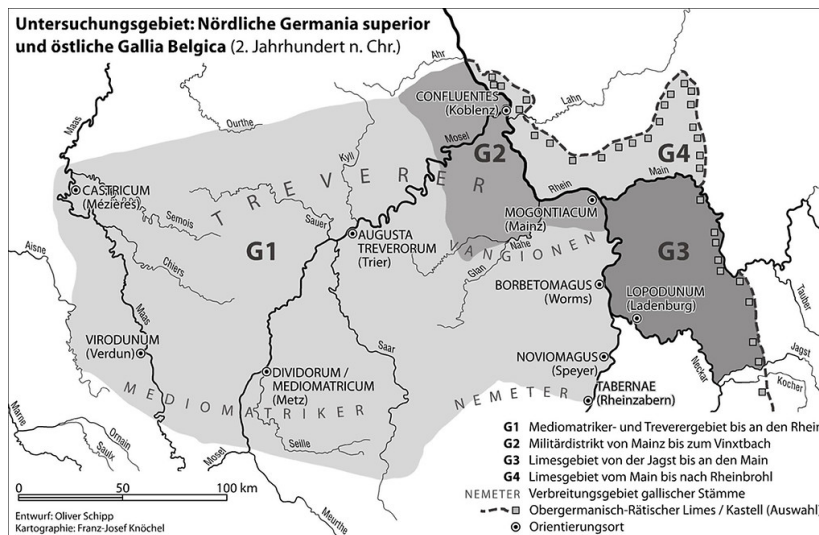 Untersuchungsgebiet: Nördliche Germania superior
und östliche Gallia Belgica (2. Jahrhundert n. Chr.)
Ahr
CONFLUENTES
(Koblenz)
Lahn
Maas
Ourthe
Mosel
Kyll
G2
G4
Main
Rhein
CASTRICUM
(Mézières)
TREVERER
Semois
Sauer
MOGONTIACUM
(Mainz)
Aisne
G1
AUGUSTA
TREVERORUM
(Trier)
VANGIONEN
Nahe
Glan
G3
Chiers
BORBETOMAGUS
(Worms)
LOPODUNUM
(Ladenburg)
Tauber
Maas
VIRODUNUM
(Verdun)
Saar
Jagst
NOVIOMAGUS
(Speyer)
Neckar
Kocher
DIVIDORUM /
MEDIOMATRICUM
(Metz)
MEDIOMATRIKER
NEMETER
TABERNAE
(Rheinzabern)
Marne
Ornain
Saulx
Seille
Mosel
Meurthe
G1 Mediomatriker- und Treverergebiet bis an den Rhein
G2 Militärdistrikt von Mainz bis zum Vinxtbach
G3 Limesgebiet von der Jagst bis an den Main
G4 Limesgebiet vom Main bis nach Rheinbrohl
NEMETER Verbreitungsgebiet gallischer Stämme
Obergermanisch-Rätischer Limes / Kastell (Auswahl)
Orientierungsort
0 50 100 km
Entwurf: Oliver Schipp
Kartographie: Franz-Josef Knöchel